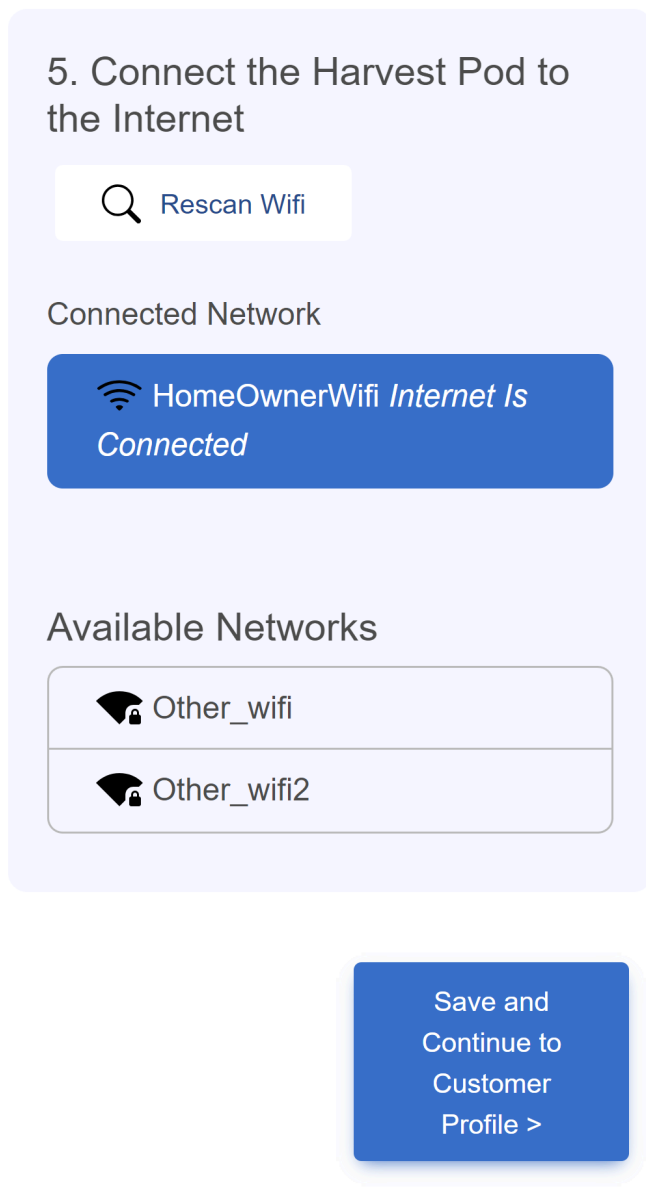 5. Connect the Harvest Pod to
the Internet
Rescan Wifi
Connected Network
HomeOwnerWifi Internet Is
Connected
Available Networks
Other_wifi
Other_wifi2
Save and
Continue to
Customer
Profile >